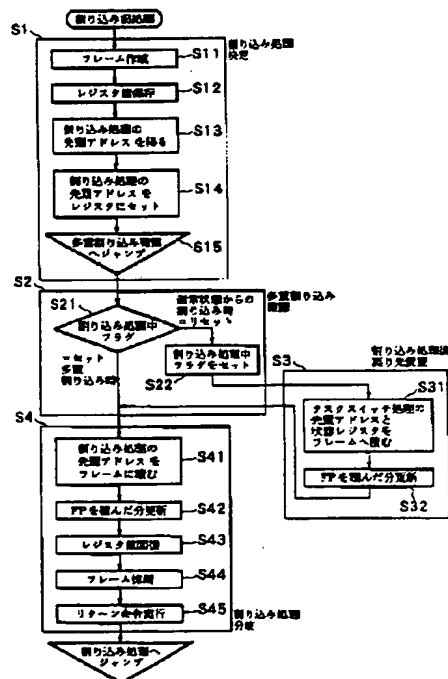 割り込み前処理
S1
割り込み処理
決定
フレーム作成
S11
レジスタ値保存
S12
割り込み処理の
先頭アドレスを得る
S13
割り込み処理の
先頭アドレスを
レジスタにセット
S14
多重割り込み確認
へジャンプ
S15
S2
多重割り込み
確認
S21
割り込み処理中
フラグ
通常状態からの
割り込み時
=リセット
=セット
多重
割り込み時
割り込み処理中
フラグをセット
S22
S3
割り込み処理後
戻り先設置
S31
タスクスイッチ処理の
先頭アドレスと
状態レジスタを
フレームへ積む
FPを積んだ分更新
S32
S4
割り込み処理の
先頭アドレスを
フレームに積む
S41
FPを積んだ分更新
S42
レジスタ値回復
S43
フレーム
S44
リターン命令実行
S45
割り込み処理
分岐
割り込み処理へ
ジャンプ